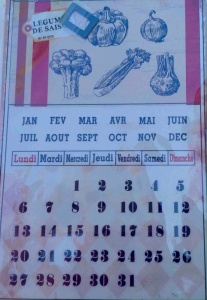 LEGUM
DE SAIS
JAN FEV MAR AVR MAI JUIN
JUIL AOUT SEPT OCT NOV DEC
Lundi Mardi Mercredi Jeudi Vendredi Samedi Dimanche
1 2 3 4 5
6 7 8 9 10 11 12
13 14 15 16 17 18 19
20 21 22 23 24 25 26
27 28 29 30 31